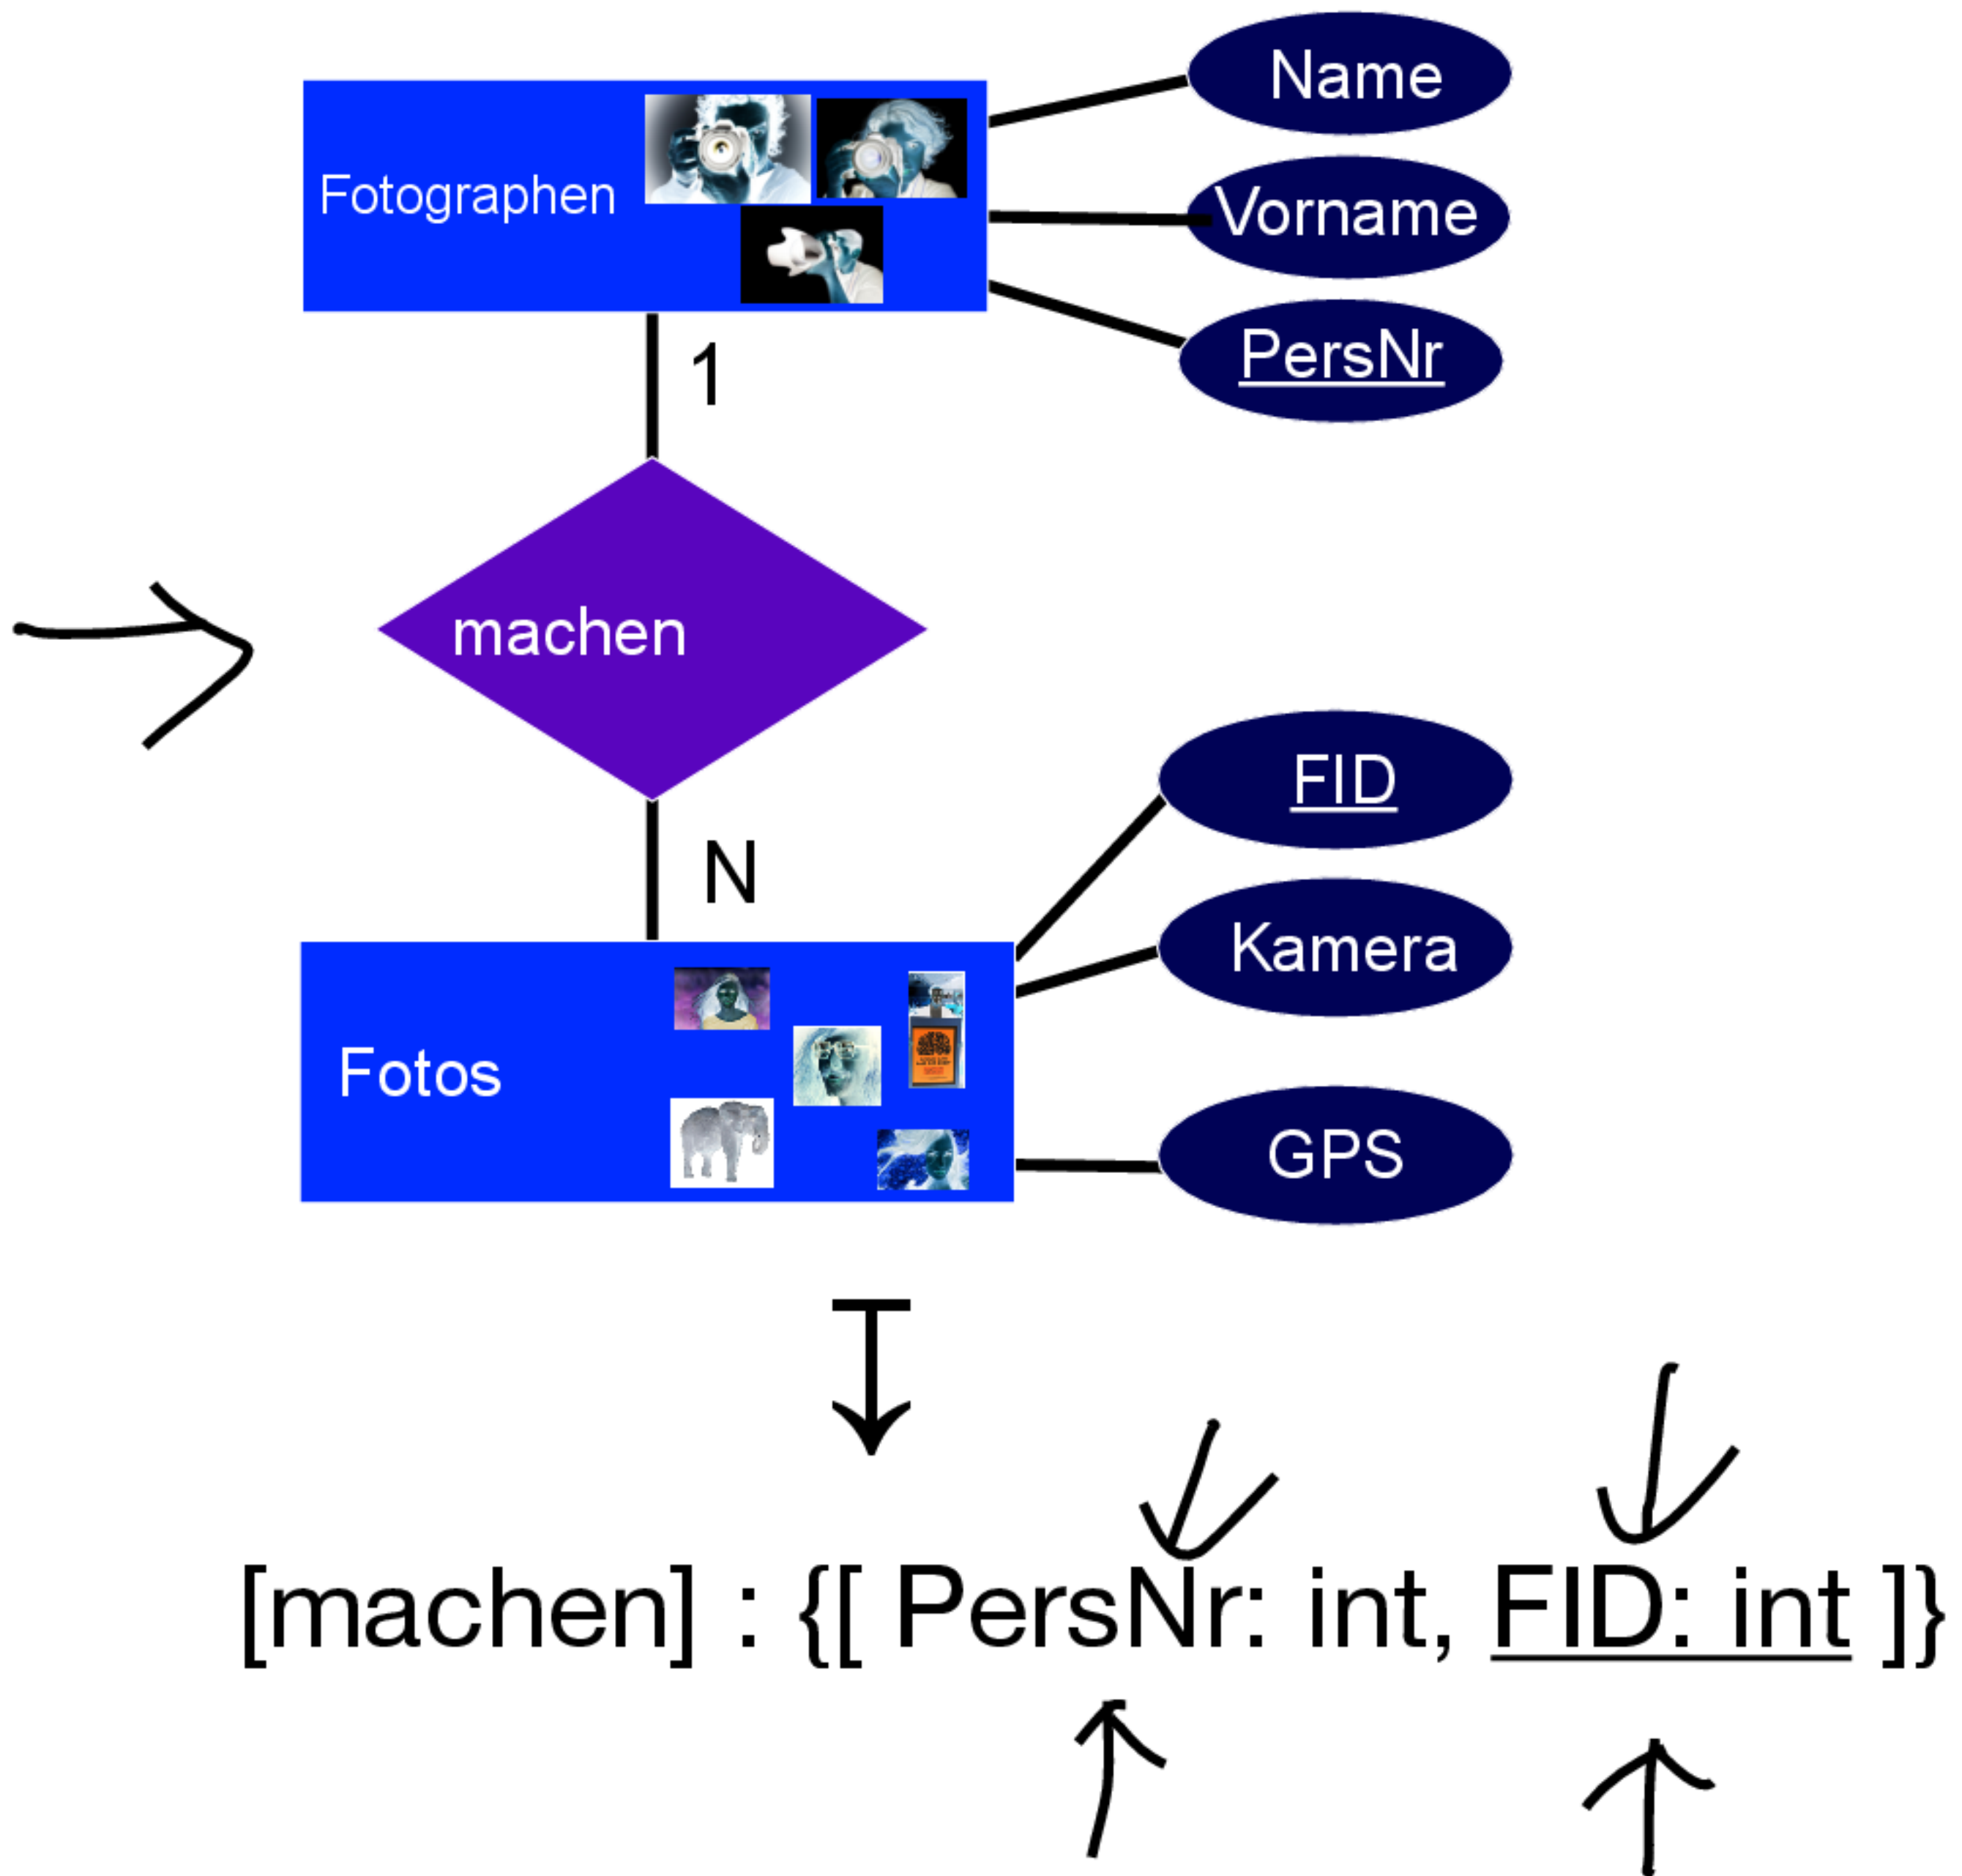 Name
Fotographen
Vorname
PersNr
1
machen
FID
N
Kamera
Fotos
GPS
[machen] : {[ PersNr: int, FID: int ]}